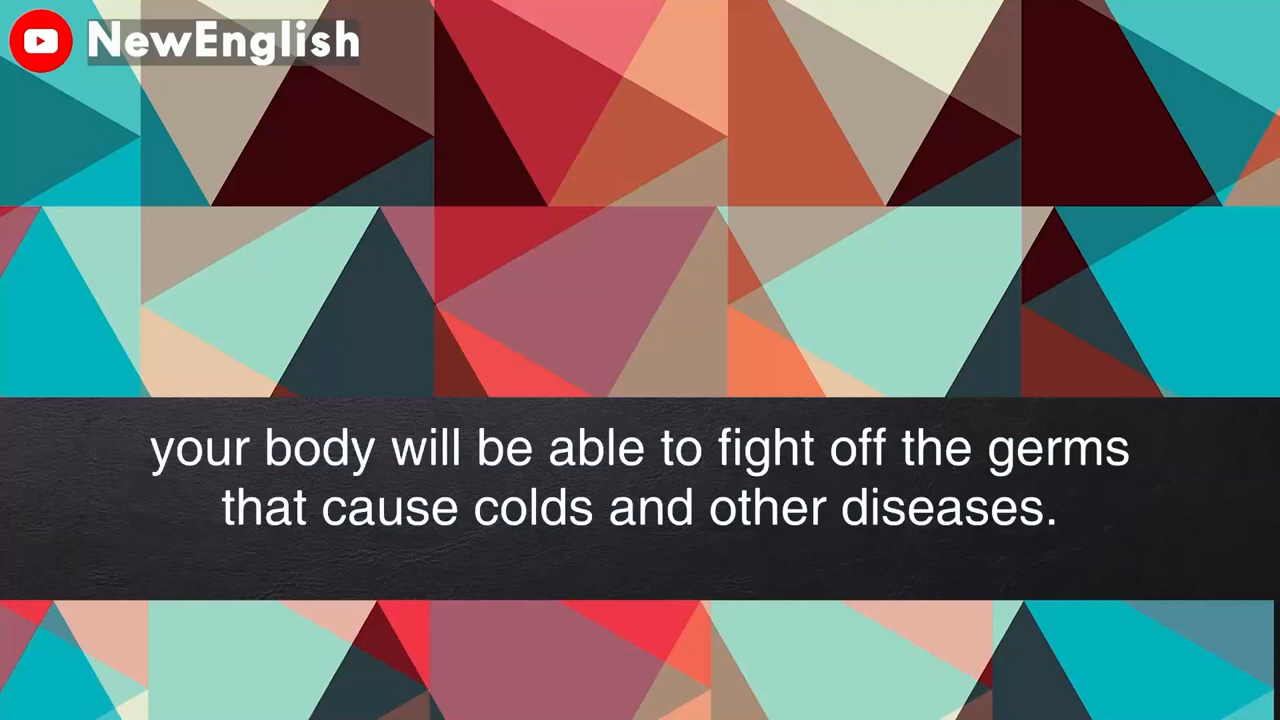 NewEnglish
your body will be able to fight off the germs
that cause colds and other diseases.